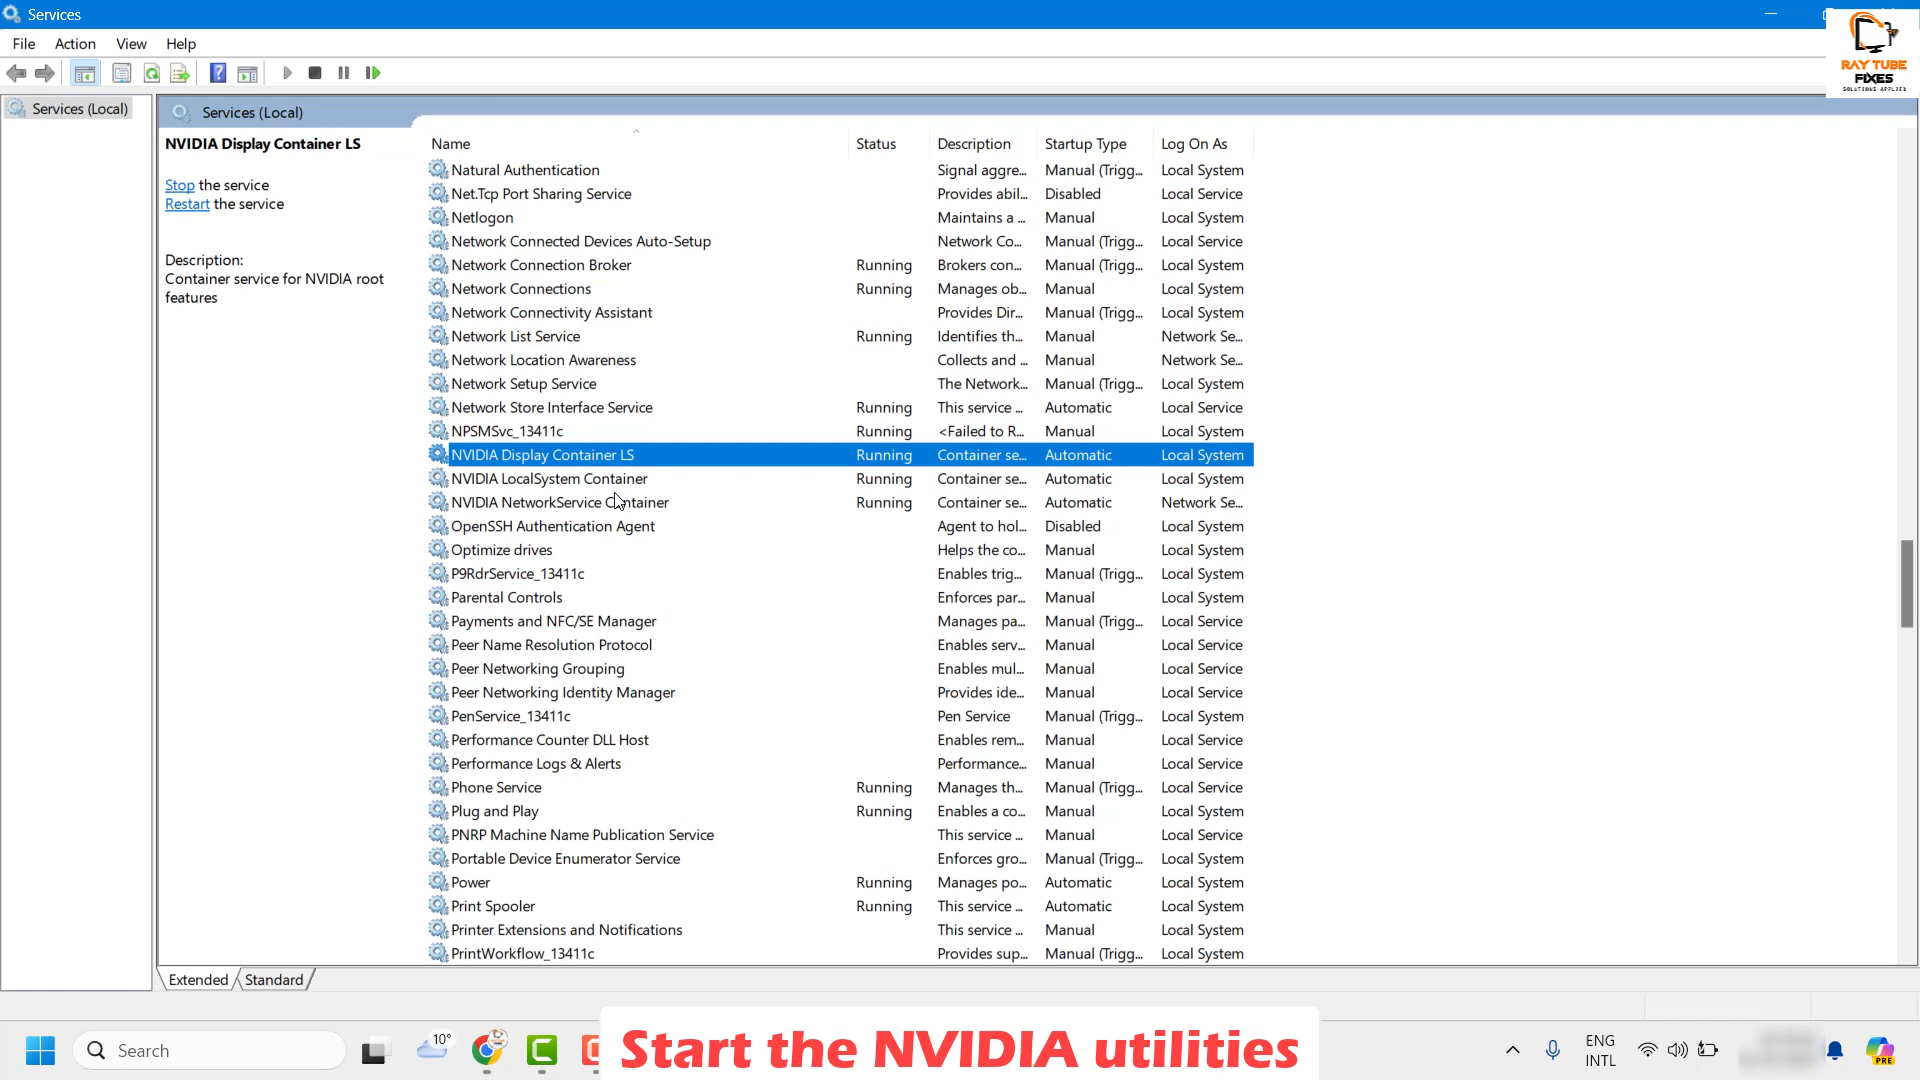 Services
File Action View Help
RAY TUBE
FIXES
SOLUTIONS APPLIED
Services (Local)
Services (Local)
NVIDIA Display Container LS
Stop the service
Restart the service
Description:
Container service for NVIDIA root
features
Name Status Description Startup Type Log On As
Natural Authentication Signal aggre... Manual (Trigg... Local System
Net.Tcp Port Sharing Service Provides abil... Disabled Local Service
Netlogon Maintains a ... Manual Local System
Network Connected Devices Auto-Setup Network Co... Manual (Trigg... Local Service
Network Connection Broker Running Brokers con... Manual (Trigg... Local System
Network Connections Running Manages ob... Manual Local System
Network Connectivity Assistant Provides Dir... Manual (Trigg... Local System
Network List Service Running Identifies th... Manual Network Se...
Network Location Awareness Collects and ... Manual Network Se...
Network Setup Service The Network... Manual (Trigg... Local System
Network Store Interface Service Running This service ... Automatic Local Service
NPSMSvc_13411c Running <Failed to R... Manual Local System
NVIDIA Display Container LS Running Container se... Automatic Local System
NVIDIA LocalSystem Container Running Container se... Automatic Local System
NVIDIA NetworkService Container Running Container se... Automatic Network Se...
OpenSSH Authentication Agent Agent to hol... Disabled Local System
Optimize drives Helps the co... Manual Local System
P9RdrService_13411c Enables trig... Manual (Trigg... Local System
Parental Controls Enforces par... Manual Local System
Payments and NFC/SE Manager Manages pa... Manual (Trigg... Local Service
Peer Name Resolution Protocol Enables serv... Manual Local Service
Peer Networking Grouping Enables mul... Manual Local Service
Peer Networking Identity Manager Provides ide... Manual Local Service
PenService_13411c Pen Service Manual (Trigg... Local System
Performance Counter DLL Host Enables rem... Manual Local Service
Performance Logs & Alerts Performance... Manual Local Service
Phone Service Running Manages th... Manual (Trigg... Local Service
Plug and Play Running Enables a co... Manual Local System
PNRP Machine Name Publication Service This service ... Manual Local Service
Portable Device Enumerator Service Enforces gro... Manual (Trigg... Local System
Power Running Manages po... Automatic Local System
Print Spooler Running This service ... Automatic Local System
Printer Extensions and Notifications This service ... Manual Local System
PrintWorkflow_13411c Provides sup... Manual (Trigg... Local System
Extended Standard
Search
10°
Start the NVIDIA utilities
ENG
INTL
PRE